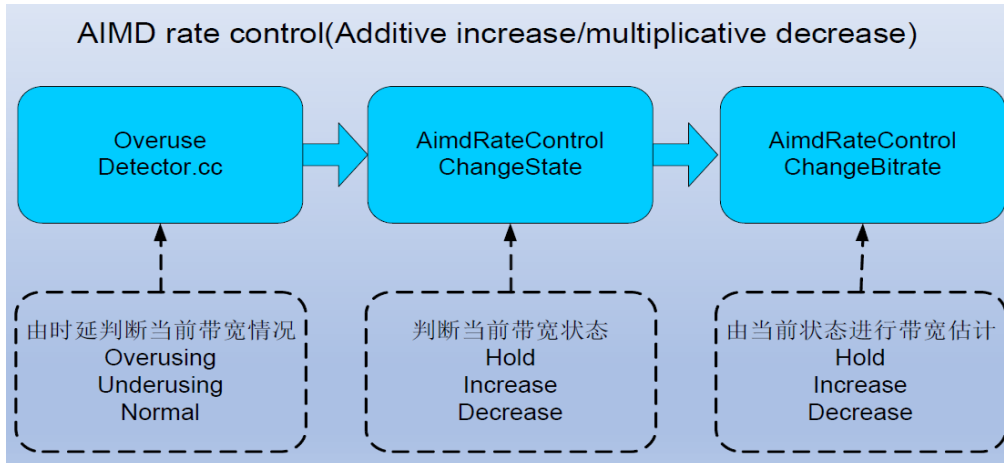 AIMD rate control(Additive increase/multiplicative decrease)
Overuse
Detector.cc
AimdRateControl
ChangeState
AimdRateControl
ChangeBitrate
由时延判断当前带宽情况
Overusing
Underusing
Normal
判断当前带宽状态
Hold
Increase
Decrease
由当前状态进行带宽估计
Hold
Increase
Decrease